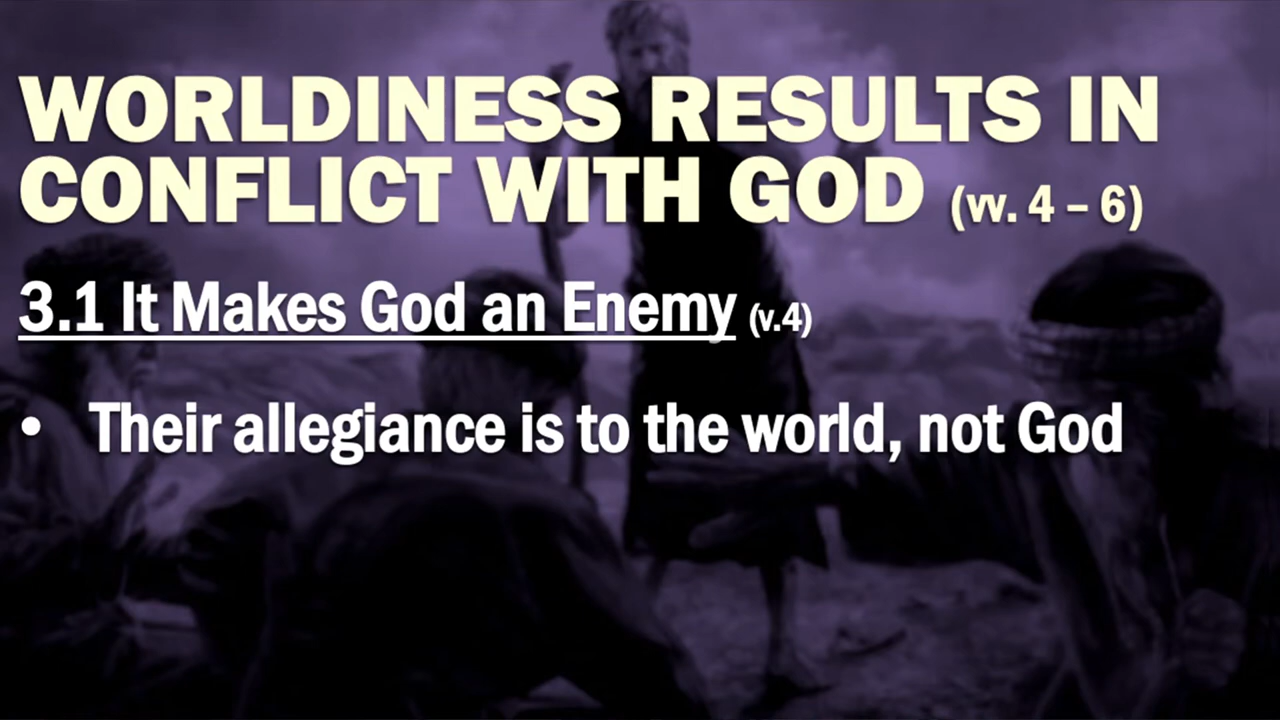 WORLDINESS RESULTS IN
CONFLICT WITH GOD (vv. 4 – 6)
3.1 It Makes God an Enemy (v.4)
• Their allegiance is to the world, not God